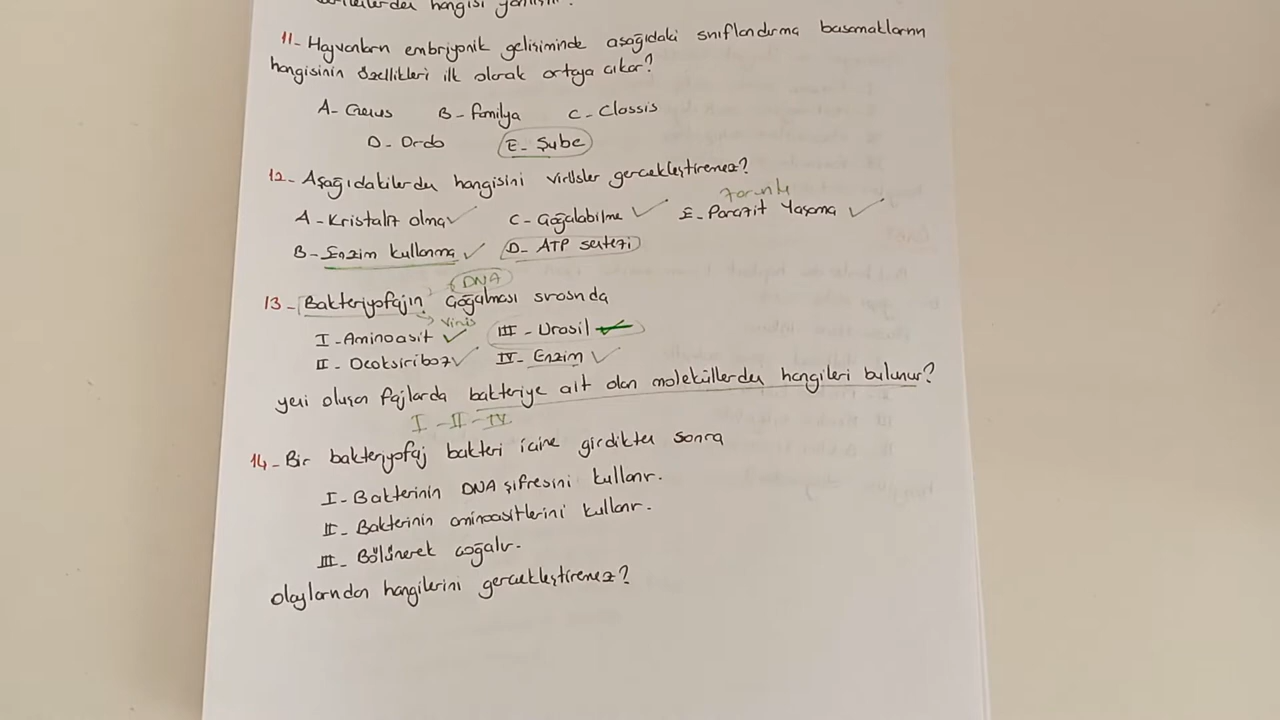 hangisi yanlıştır?
11- Hayvanların embriyonik gelişiminde aşağıdaki sınıflandırma basamaklarının
hangisinin özellikleri ilk olarak ortaya çıkar?
A- Genus B- familya C- Classis
D- Ordo E- Şube
12- Aşağıdakilerden hangisini virüsler gerçekleştiremez?
zorunlu
A- Kristalit olma C- Çoğalabilme E- Parazit Yaşama
B- Enzim kullanma D- ATP sentezi
DNA
13- Bakteriyofajın çoğalması sırasında
virüs
I- Aminoasit III- Urasil
II- Deoksiriboz IV- Enzim
yeni oluşan fajlarda bakteriye ait olan moleküllerden hangileri bulunur?
I-II-IV
14- Bir bakteriyofaj bakteri içine girdikten sonra
I- Bakterinin DNA şifresini kullanır.
II- Bakterinin aminoasitlerini kullanır.
III- Bölünerek çoğalır.
olaylarından hangilerini gerçekleştiremez?